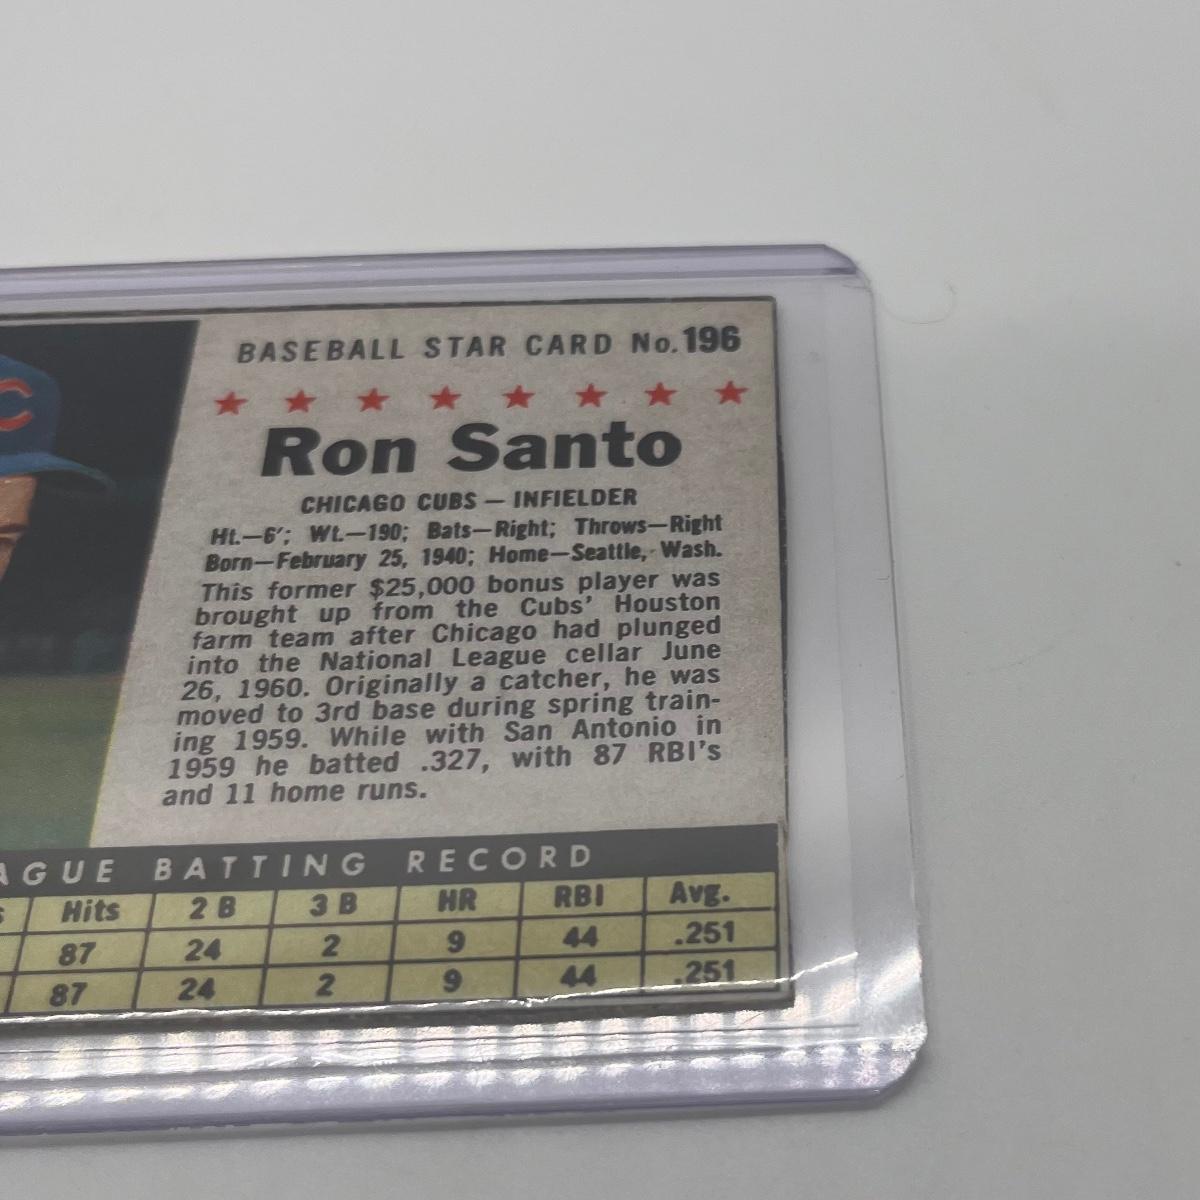 C
BASEBALL STAR CARD No.196
Ron Santo
CHICAGO CUBS — INFIELDER
Ht.—6'; Wt.—190; Bats—Right; Throws—Right
Born—February 25, 1940; Home—Seattle, Wash.
This former $25,000 bonus player was
brought up from the Cubs' Houston
farm team after Chicago had plunged
into the National League cellar June
26, 1960. Originally a catcher, he was
moved to 3rd base during spring train-
ing 1959. While with San Antonio in
1959 he batted .327, with 87 RBI's
and 11 home runs.
AGUE BATTING RECORD
s Hits 2 B 3 B HR RBI Avg.
87 24 2 9 44 .251
87 24 2 9 44 .251